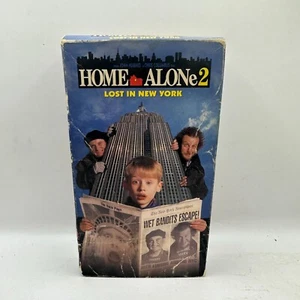 HOME ALONe 2
LOST IN NEW YORK
WET BANDITS ESCAPE!